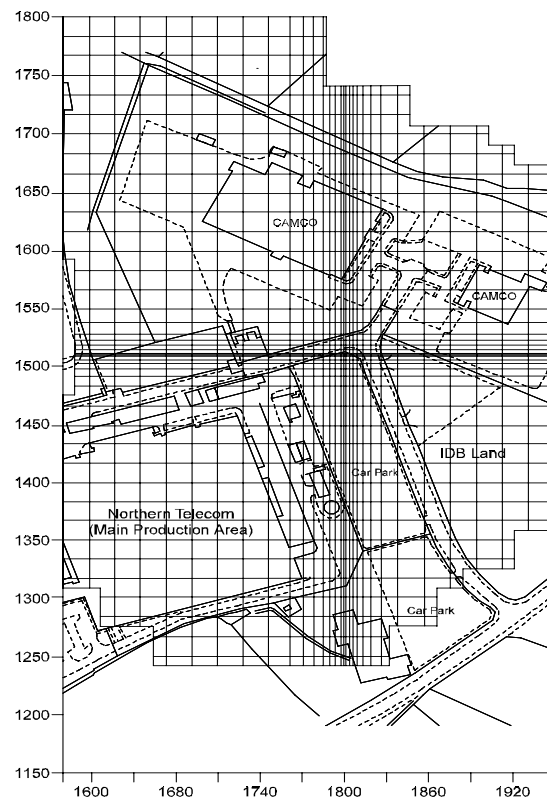 1800
1750
1700
1650
1600
1550
1500
1450
1400
1350
1300
1250
1200
1150
CAMCO
CAMCO
IDB Land
Car Park
Northern Telecom
(Main Production Area)
Car Park
1600 1680 1740 1800 1860 1920